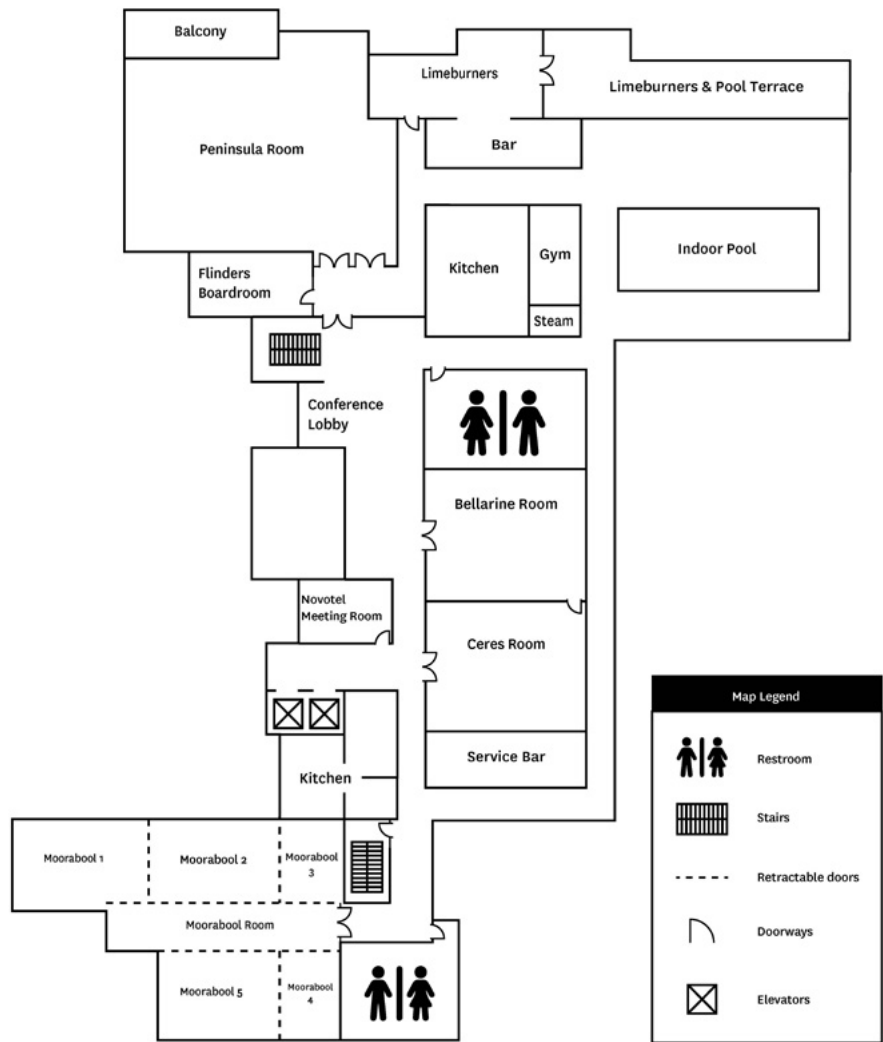 Balcony
Limeburners
Limeburners & Pool Terrace
Bar
Peninsula Room
Flinders
Boardroom
Kitchen
Gym
Steam
Indoor Pool
Conference
Lobby
Bellarine Room
Novotel
Meeting Room
Ceres Room
Service Bar
Kitchen
Moorabool 1
Moorabool 2
Moorabool
3
Moorabool Room
Moorabool 5
Moorabool
4
Map Legend
Restroom
Stairs
Retractable doors
Doorways
Elevators